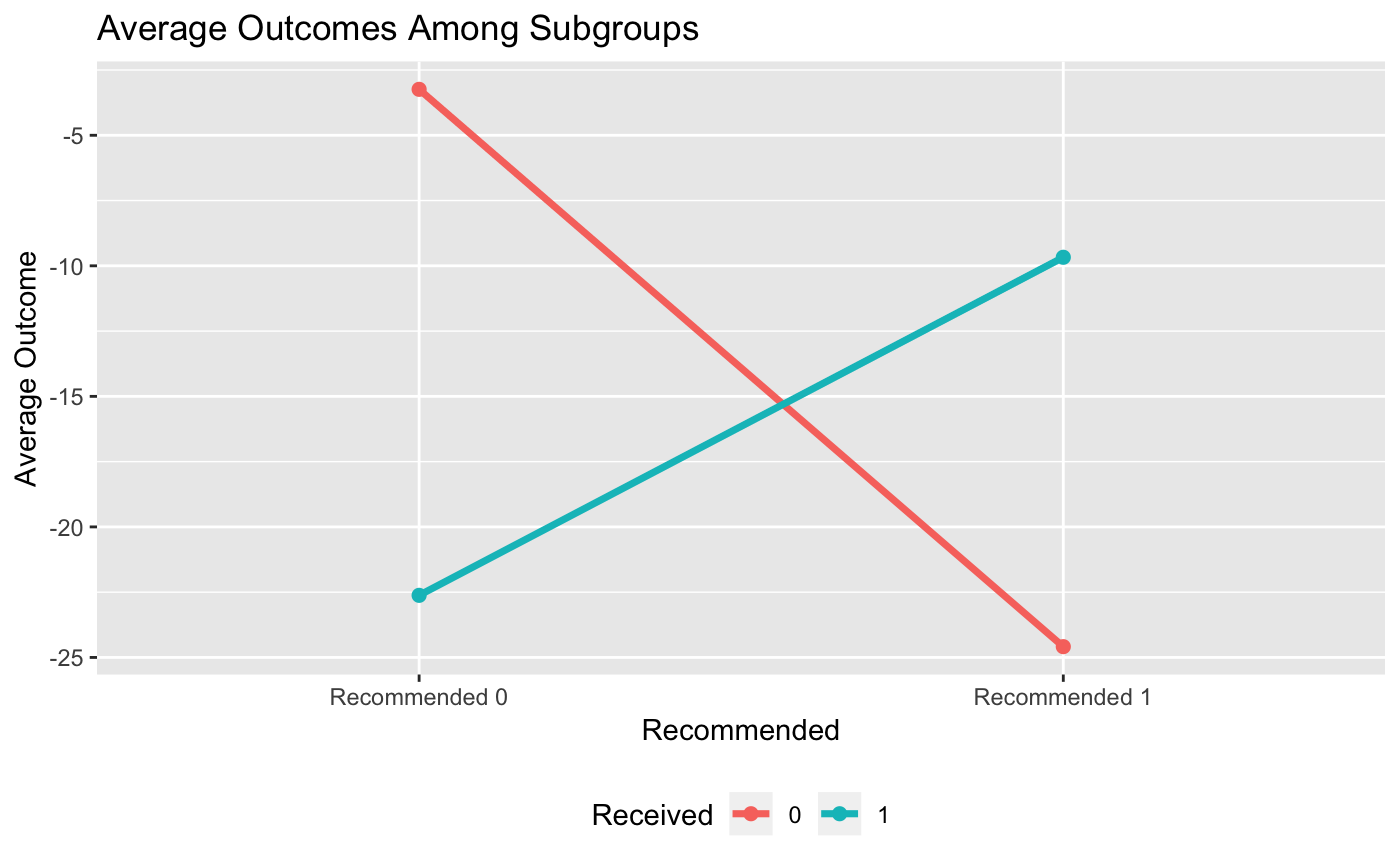 Average Outcomes Among Subgroups
Average Outcome
-5
-10
-15
-20
-25
Recommended 0 Recommended 1
Recommended
Received 0 1